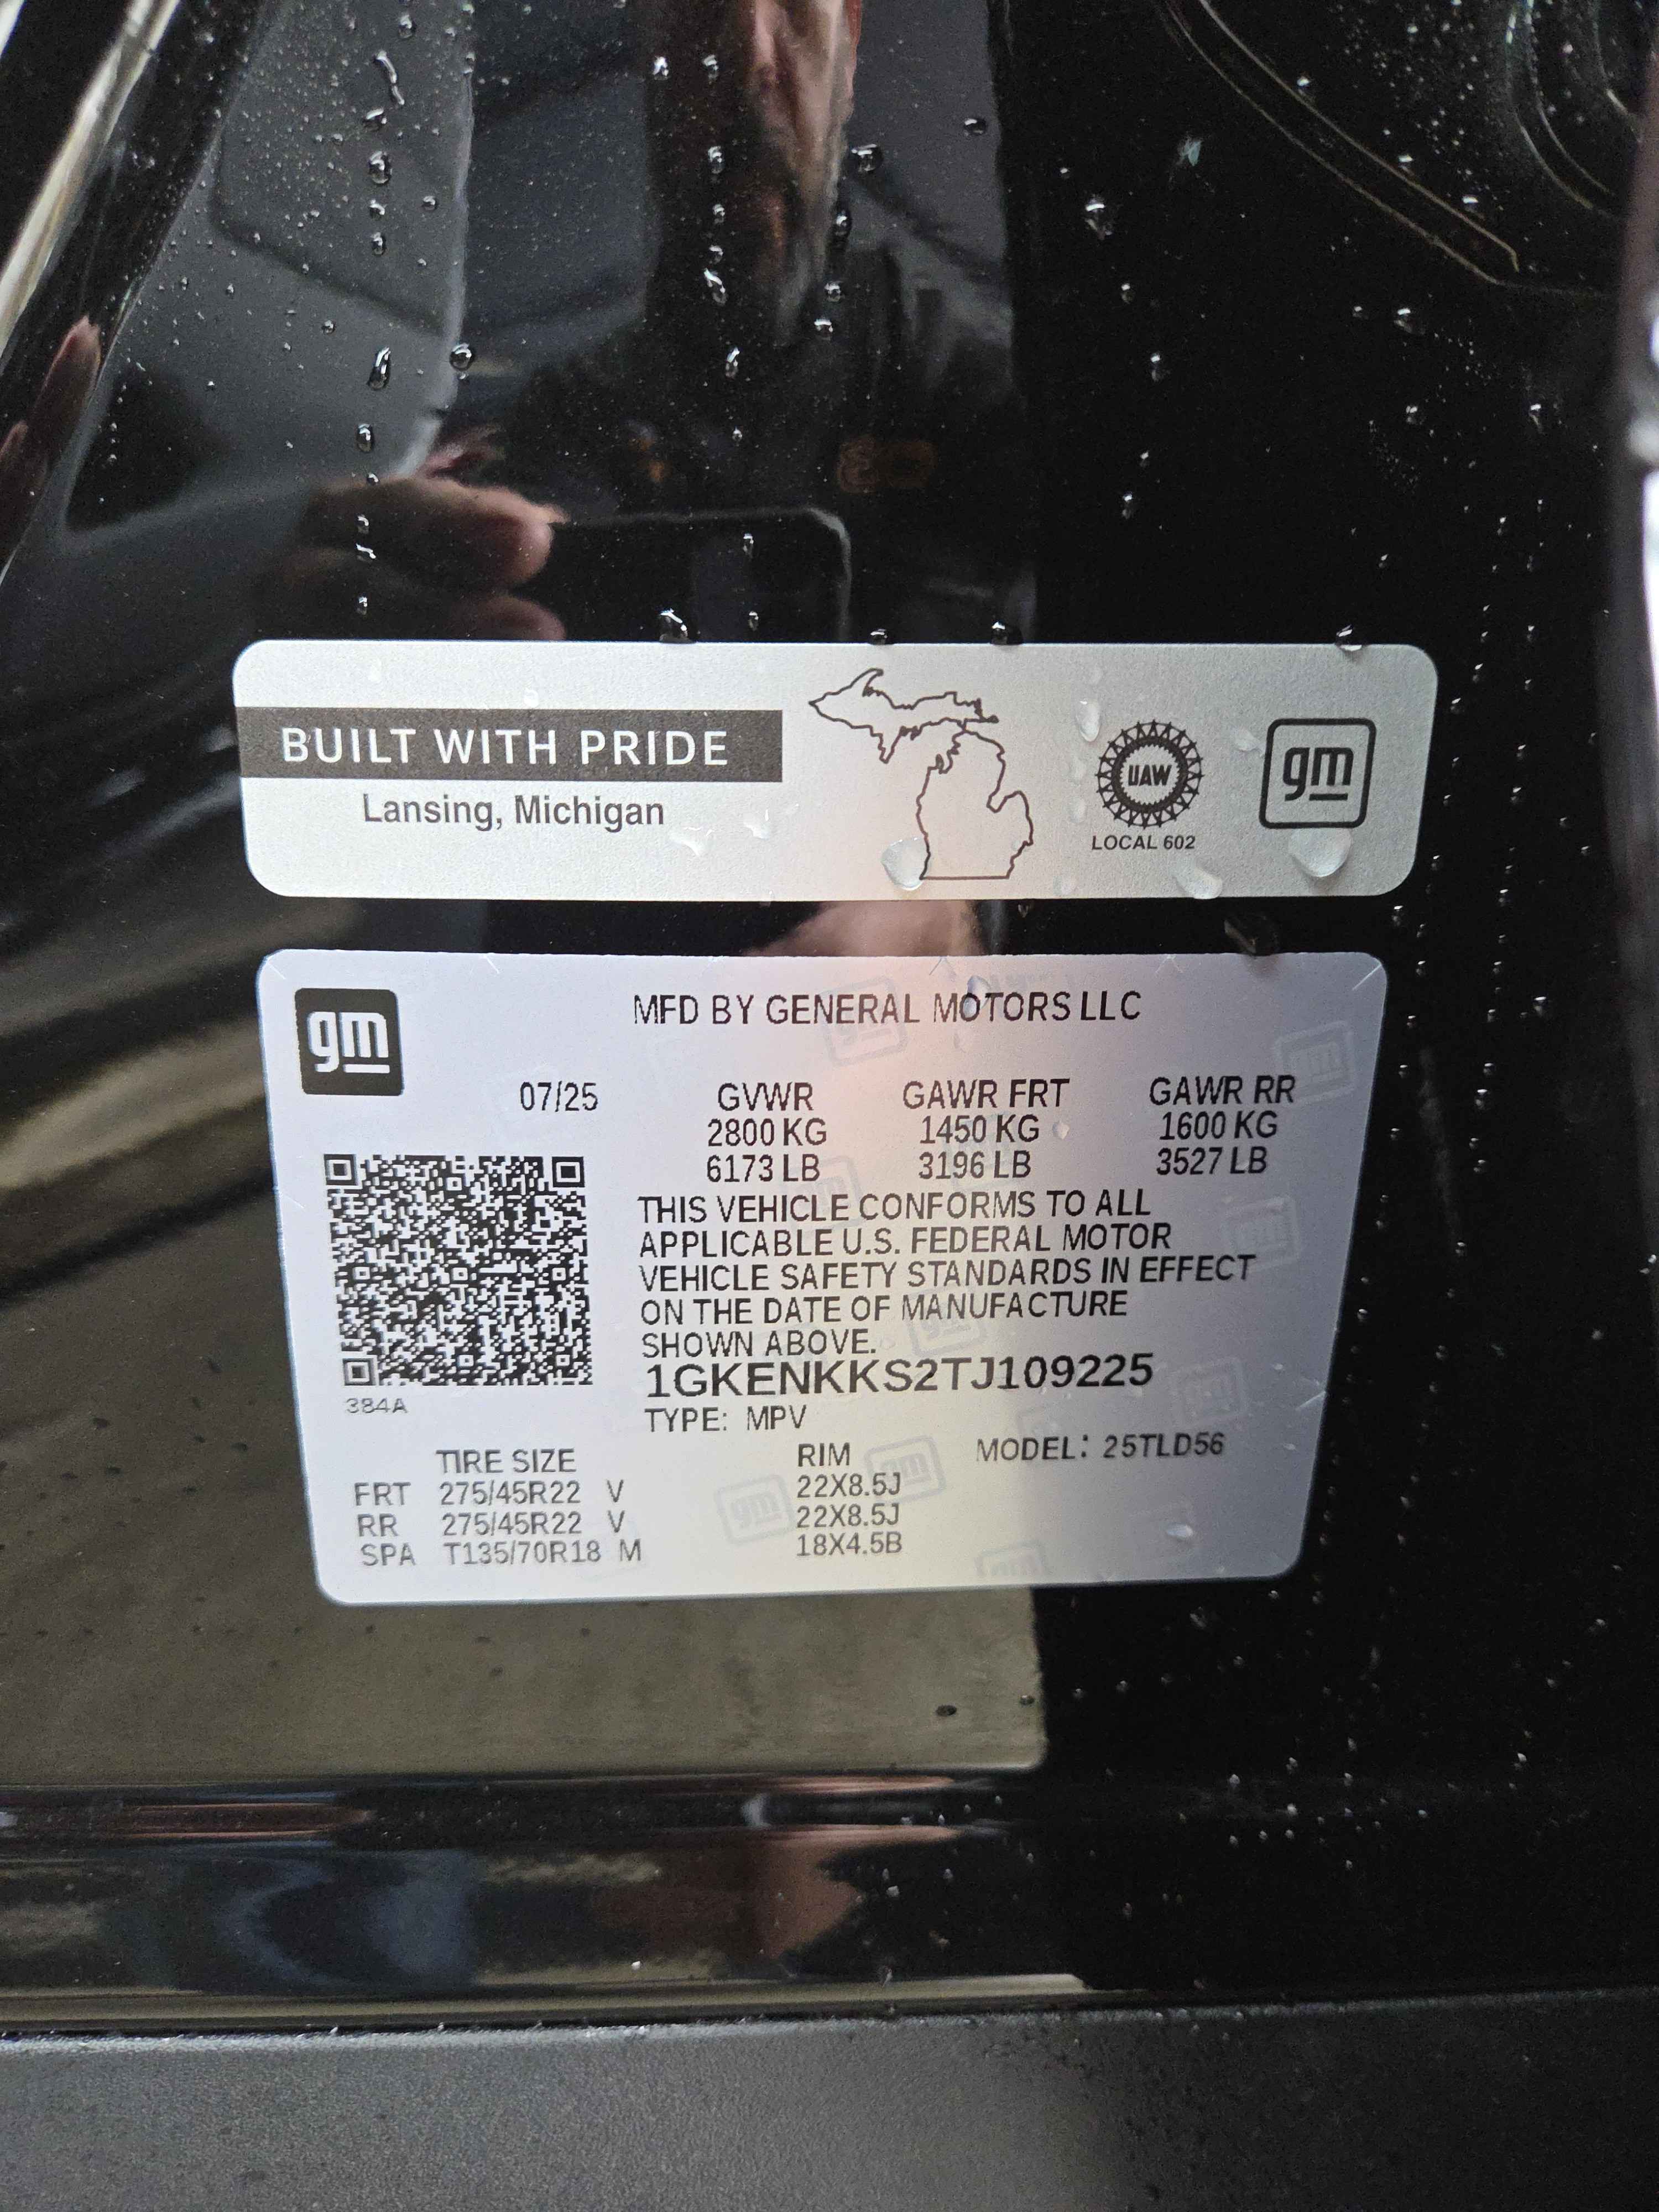 BUILT WITH PRIDE
Lansing, Michigan
UAW
LOCAL 602
gm
gm
MFD BY GENERAL MOTORS LLC
07/25 GVWR GAWR FRT GAWR RR
2800 KG 1450 KG 1600 KG
6173 LB 3196 LB 3527 LB
THIS VEHICLE CONFORMS TO ALL
APPLICABLE U.S. FEDERAL MOTOR
VEHICLE SAFETY STANDARDS IN EFFECT
ON THE DATE OF MANUFACTURE
SHOWN ABOVE.
1GKENKKS2TJ109225
384A
TYPE: MPV
TIRE SIZE RIM MODEL: 25TLD56
FRT 275/45R22 V 22X8.5J
RR 275/45R22 V 22X8.5J
SPA T135/70R18 M 18X4.5B